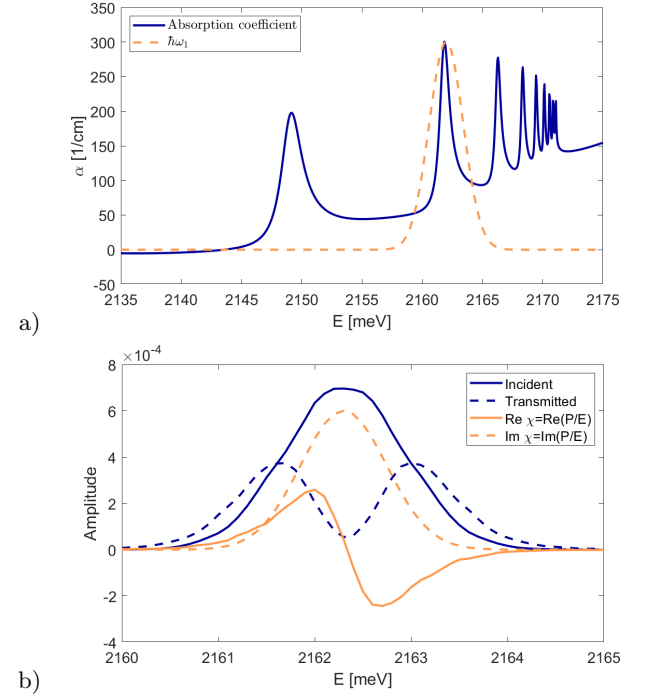 350
300
250
200
150
100
50
0
-50
α [1/cm]
Absorption coefficient
ħω₁
2135 2140 2145 2150 2155 2160 2165 2170 2175
E [meV]
a)
×10⁻⁴
8
6
4
2
0
-2
-4
Amplitude
Incident
Transmitted
Re χ=Re(P/E)
Im χ=Im(P/E)
2160 2161 2162 2163 2164 2165
E [meV]
b)